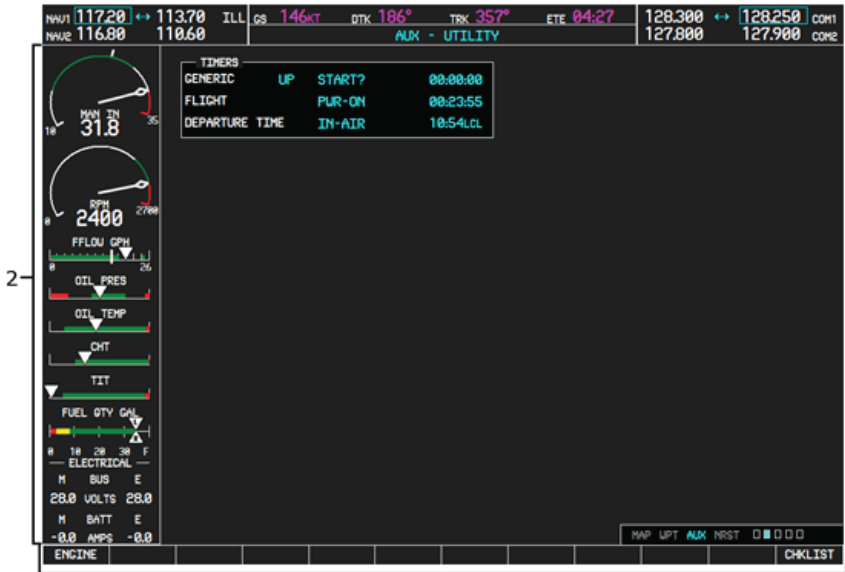 NAV1 117.20 ↔ 113.70 ILL GS 146KT DTK 186° TRK 357° ETE 04:27 128.300 ↔ 128.250 COM1
NAV2 116.80 110.60 AUX - UTILITY 127.800 127.900 COM2
TIMERS
GENERIC UP START? 00:00:00
FLIGHT PWR-ON 00:23:55
DEPARTURE TIME IN-AIR 10:54LCL
MAN IN
10 31.8 35
RPM
0 2400 2700
FFLOW GPH
0 26
2
OIL PRES
OIL TEMP
CHT
TIT
FUEL QTY GAL
0 10 20 30 F
ELECTRICAL
M BUS E
28.0 VOLTS 28.0
M BATT E
-0.0 AMPS -0.0
MAP WPT AUX NRST
ENGINE CHKLIST